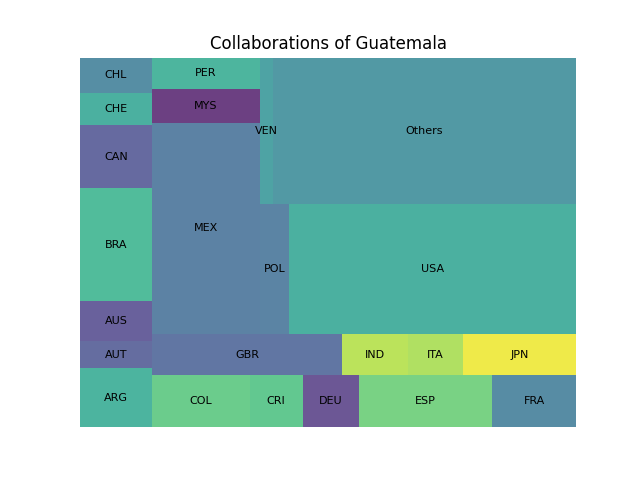 Collaborations of Guatemala
CHL
PER
CHE
MYS
VEN
Others
CAN
MEX
BRA
POL
USA
AUS
AUT
GBR
IND
ITA
JPN
ARG
COL
CRI
DEU
ESP
FRA